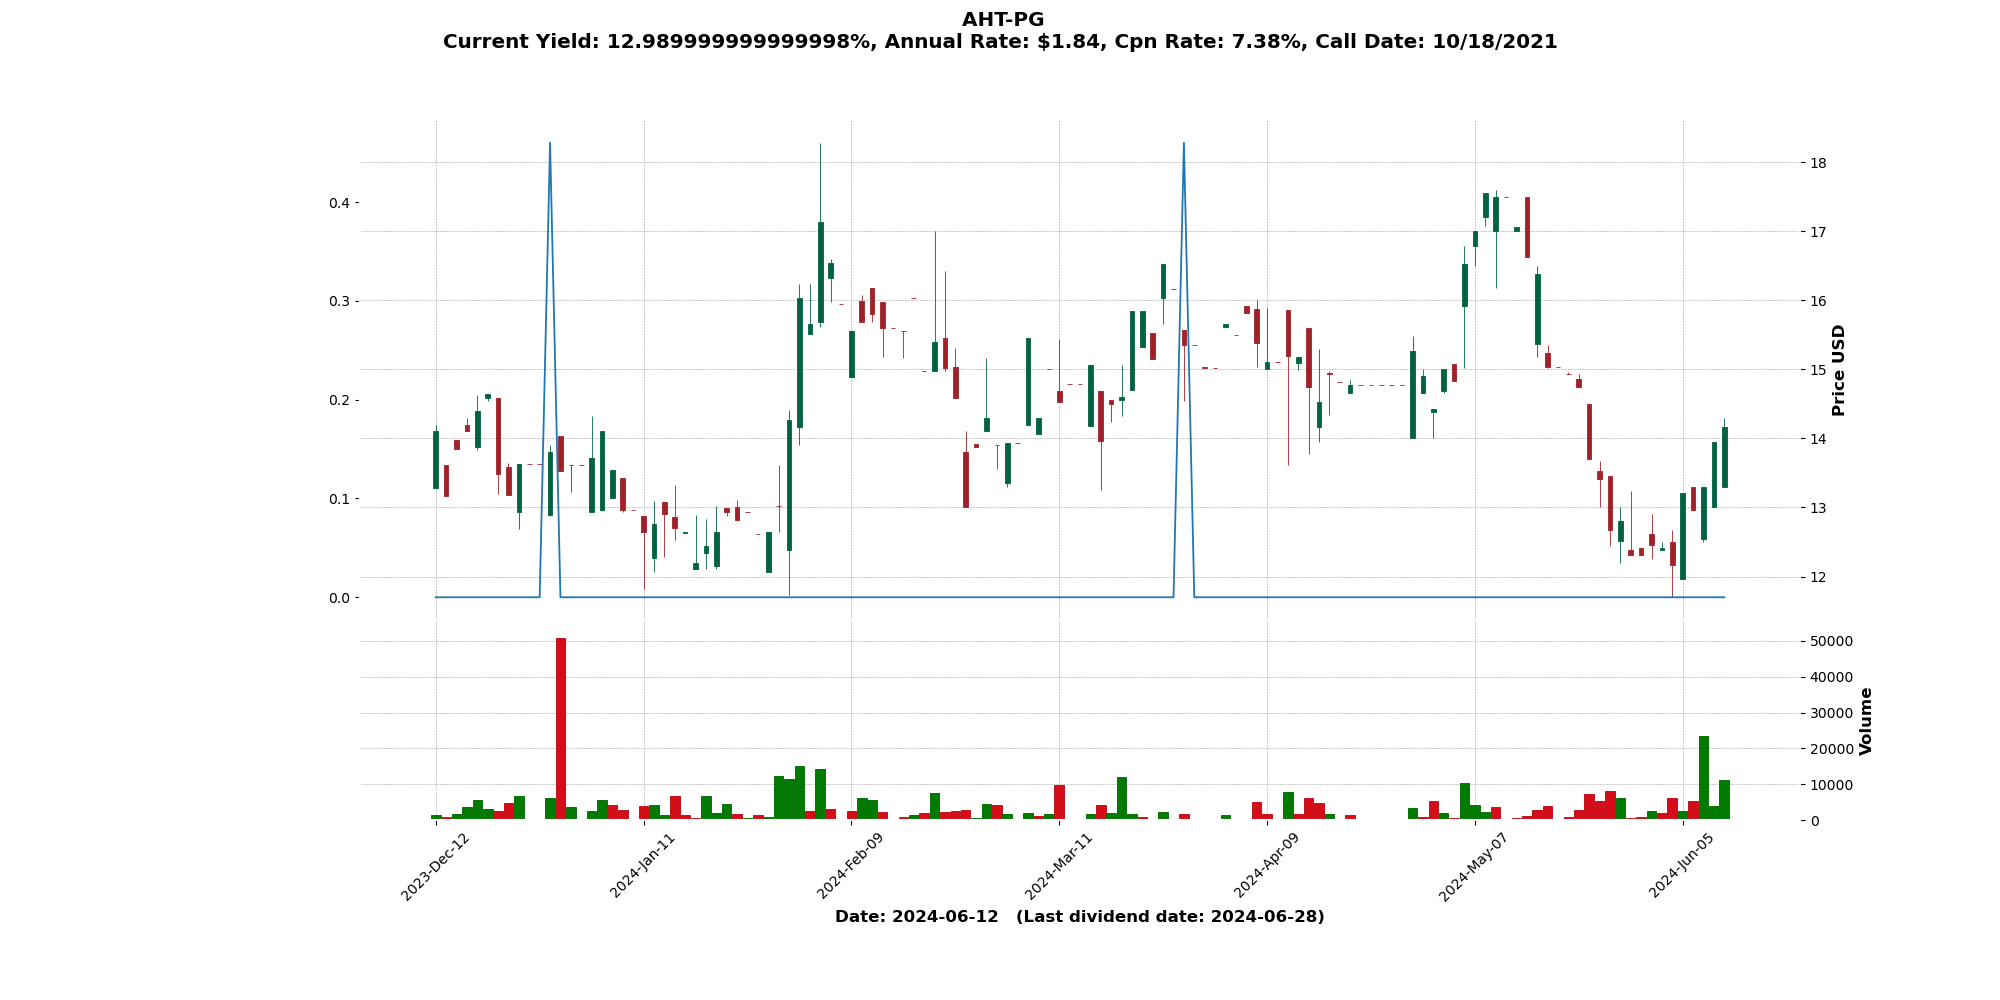 AHT-PG
Current Yield: 12.989999999999998%, Annual Rate: $1.84, Cpn Rate: 7.38%, Call Date: 10/18/2021
0.4
0.3
0.2
0.1
0.0
18
17
16
15
14
13
12
Price USD
50000
40000
30000
20000
10000
0
Volume
2023-Dec-12
2024-Jan-11
2024-Feb-09
2024-Mar-11
2024-Apr-09
2024-May-07
2024-Jun-05
Date: 2024-06-12 (Last dividend date: 2024-06-28)